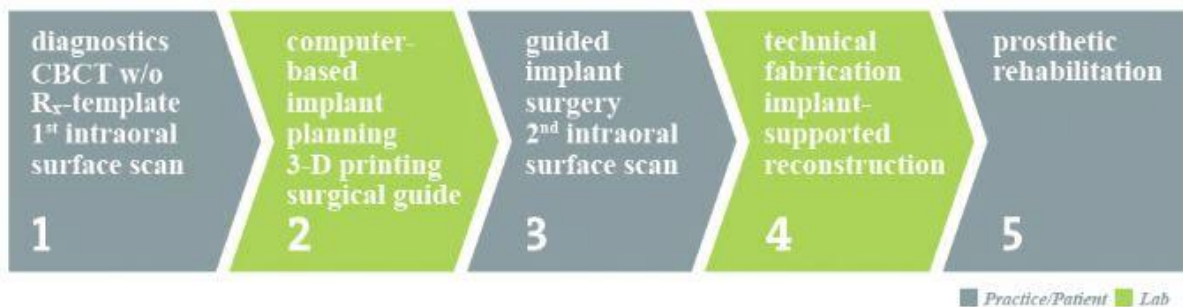 diagnostics
CBCT w/o
Rₓ-template
1ˢᵗ intraoral
surface scan
1
computer-
based
implant
planning
3-D printing
surgical guide
2
guided
implant
surgery
2ⁿᵈ intraoral
surface scan
3
technical
fabrication
implant-
supported
reconstruction
4
prosthetic
rehabilitation
5
Practice/Patient Lab